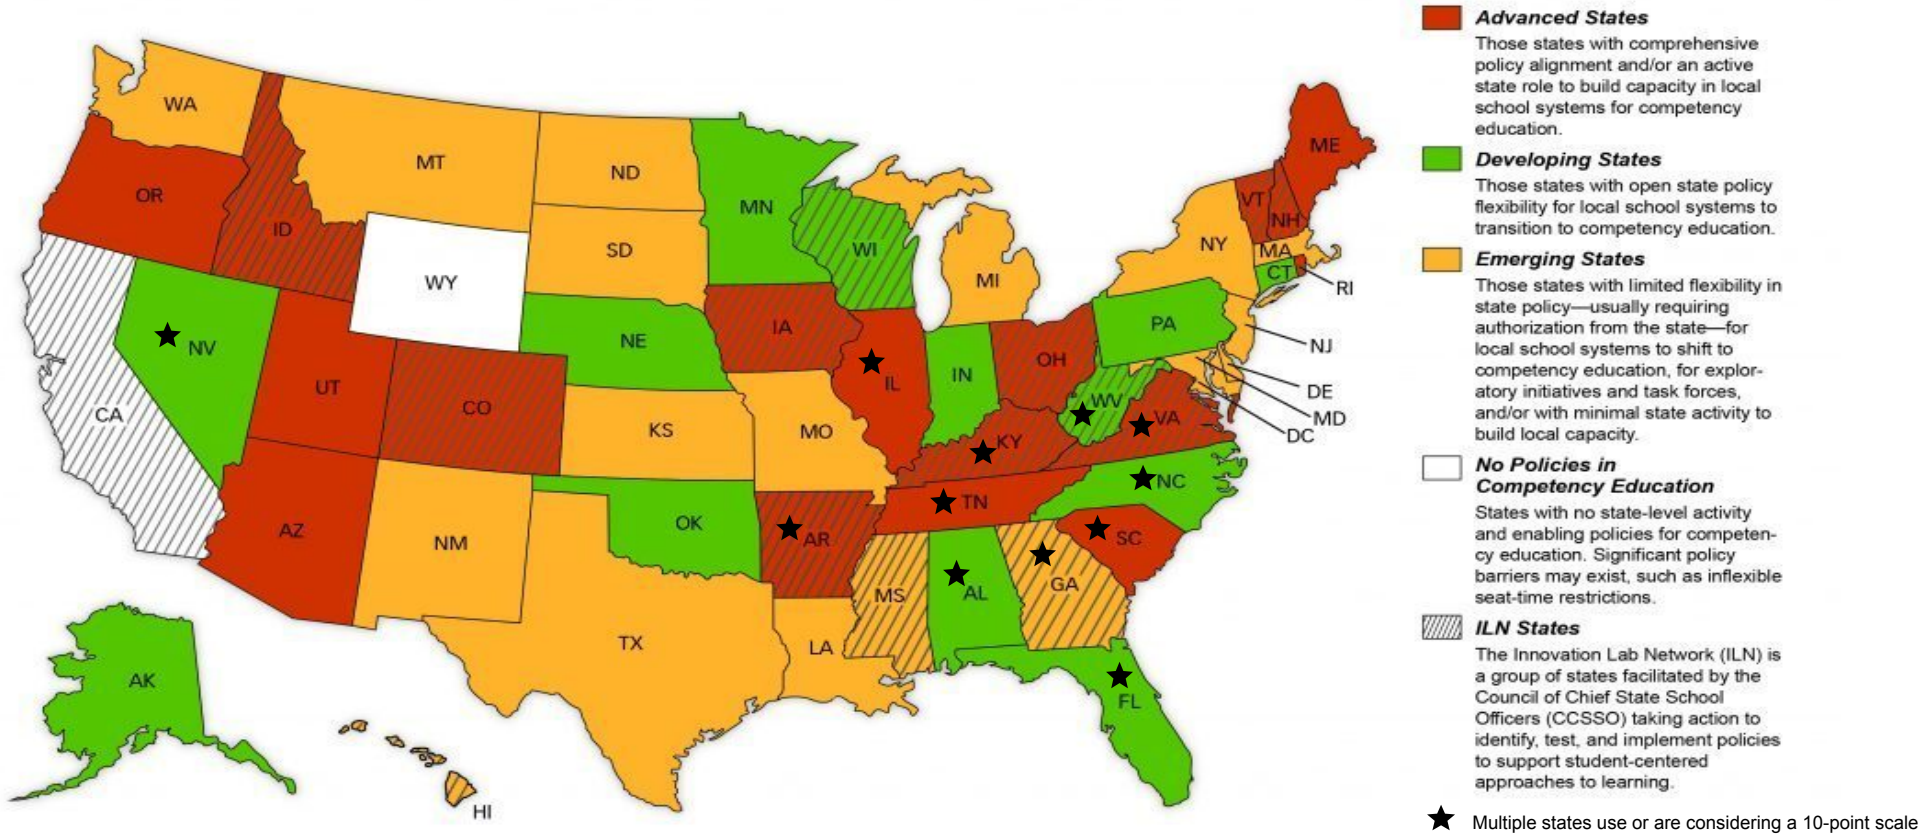 WA
MT
ND
MN
OR
ID
SD
WI
WY
MI
NY
ME
VT
NH
MA
CT
RI
NV
UT
CO
NE
IA
IL
IN
OH
PA
NJ
DE
MD
DC
CA
KS
MO
KY
WV
VA
AZ
NM
OK
AR
TN
NC
SC
TX
LA
MS
AL
GA
FL
AK
HI
Advanced States
Those states with comprehensive
policy alignment and/or an active
state role to build capacity in local
school systems for competency
education.
Developing States
Those states with open state policy
flexibility for local school systems to
transition to competency education.
Emerging States
Those states with limited flexibility in
state policy—usually requiring
authorization from the state—for
local school systems to shift to
competency education, for explor-
atory initiatives and task forces,
and/or with minimal state activity to
build local capacity.
No Policies in
Competency Education
States with no state-level activity
and enabling policies for competen-
cy education. Significant policy
barriers may exist, such as inflexible
seat-time restrictions.
ILN States
The Innovation Lab Network (ILN) is
a group of states facilitated by the
Council of Chief State School
Officers (CCSSO) taking action to
identify, test, and implement policies
to support student-centered
approaches to learning.
Multiple states use or are considering a 10-point scale